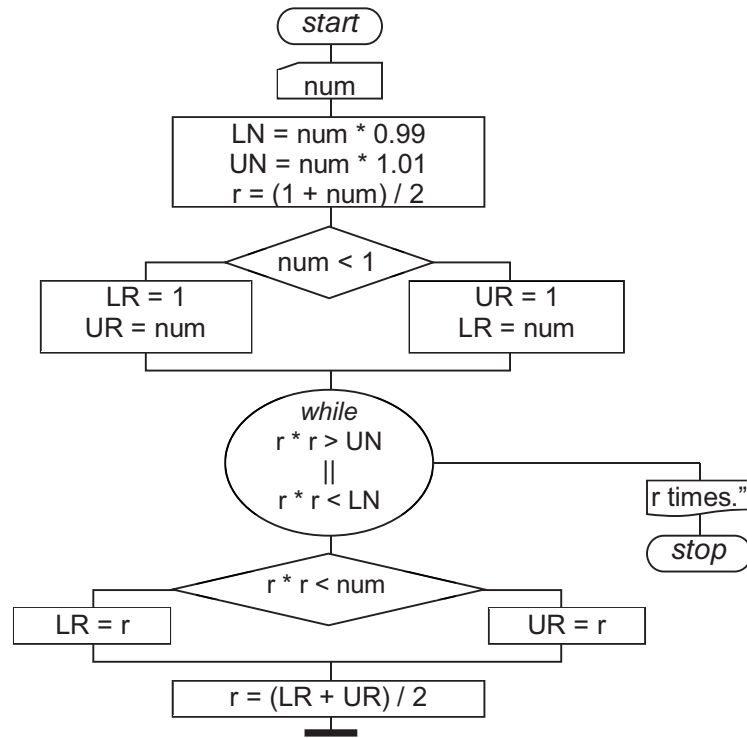 start
num
LN = num * 0.99
UN = num * 1.01
r = (1 + num) / 2
num < 1
LR = 1
UR = num
UR = 1
LR = num
while
r * r > UN
||
r * r < LN
r times.”
stop
r * r < num
LR = r
UR = r
r = (LR + UR) / 2